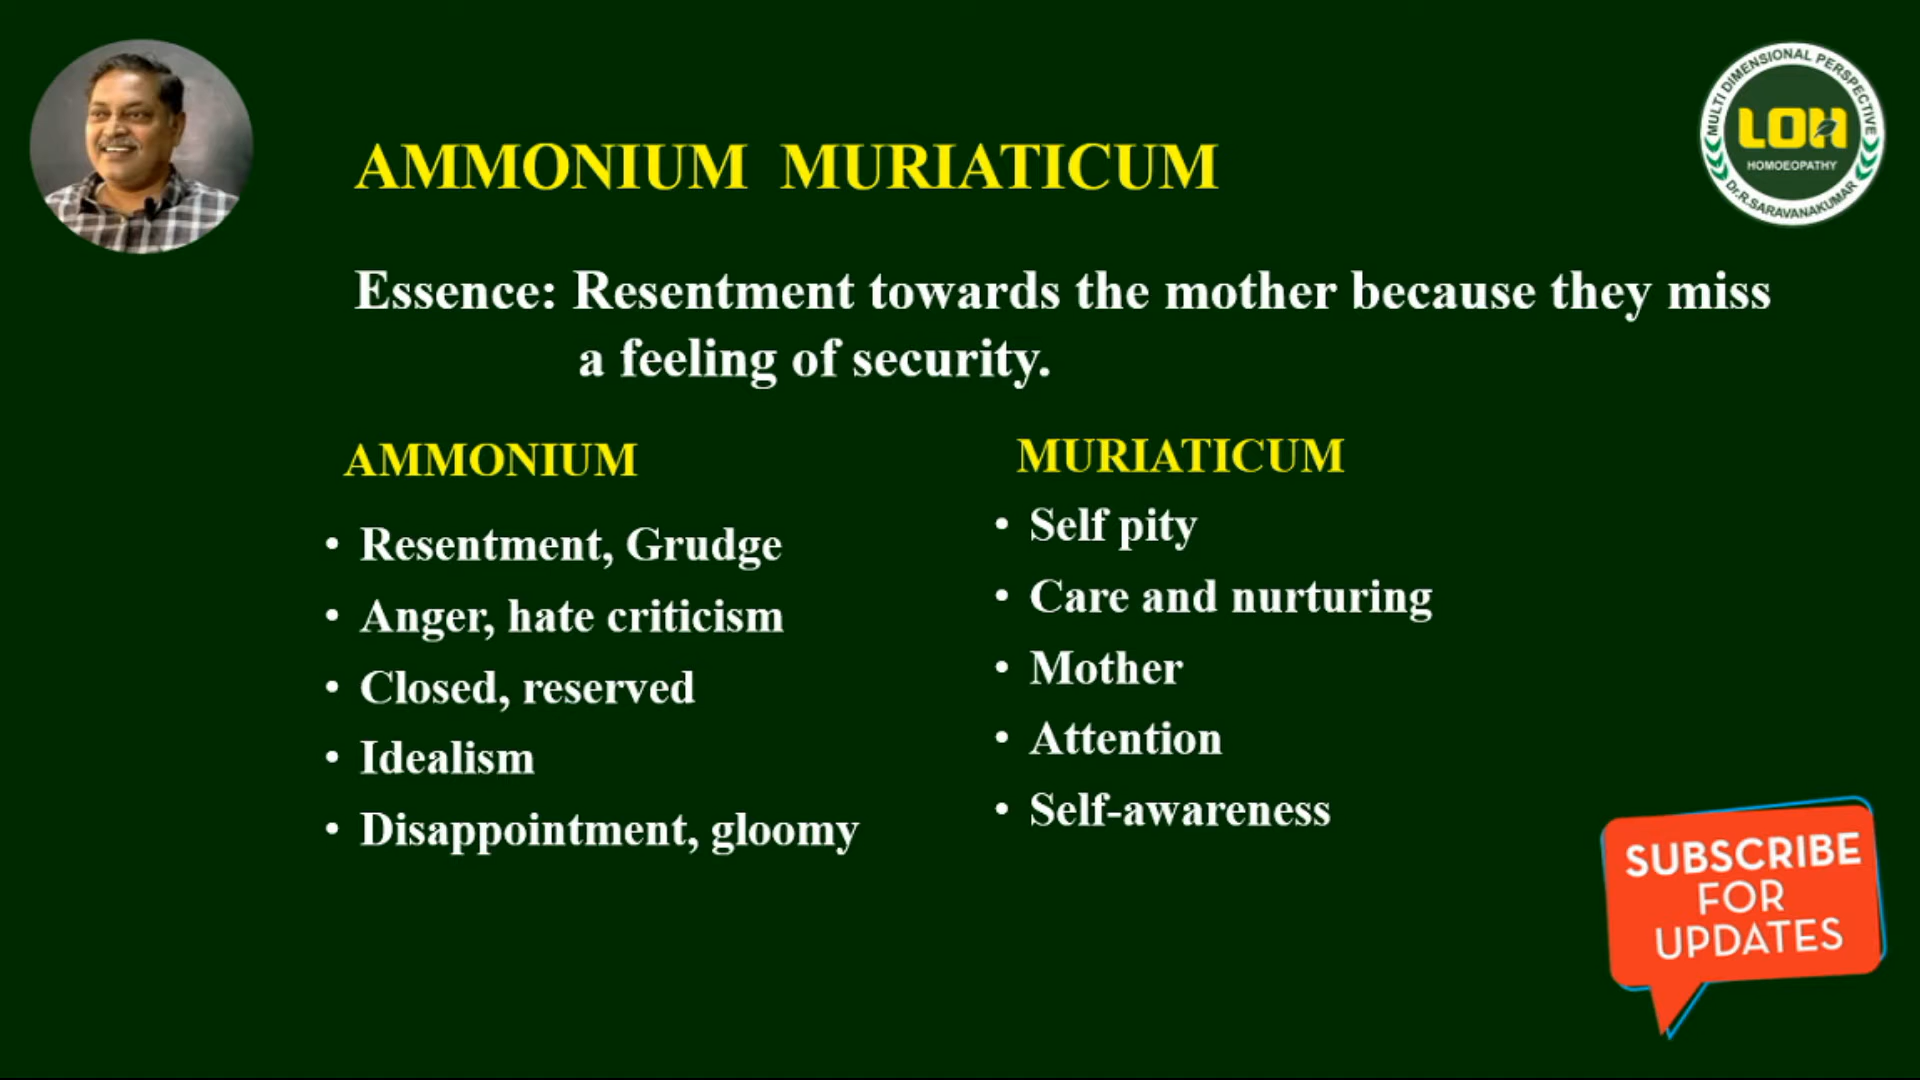 MULTI DIMENSIONAL PERSPECTIVE
LOH
HOMOEOPATHY
Dr.R.SARAVANAKUMAR
AMMONIUM MURIATICUM
Essence: Resentment towards the mother because they miss
a feeling of security.
AMMONIUM
• Resentment, Grudge
• Anger, hate criticism
• Closed, reserved
• Idealism
• Disappointment, gloomy
MURIATICUM
• Self pity
• Care and nurturing
• Mother
• Attention
• Self-awareness
SUBSCRIBE
FOR
UPDATES